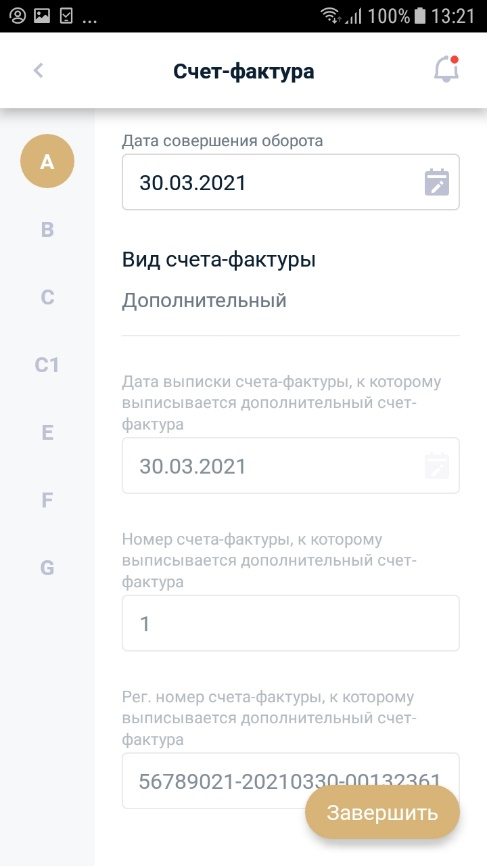 ... 100% 13:21
Счет-фактура
A
B
C
C1
E
F
G
Дата совершения оборота
30.03.2021
Вид счета-фактуры
Дополнительный
Дата выписки счета-фактуры, к которому
выписывается дополнительный счет-
фактура
30.03.2021
Номер счета-фактуры, к которому
выписывается дополнительный счет-
фактура
1
Рег. номер счета-фактуры, к которому
выписывается дополнительный счет-
фактура
56789021-20210330-00132361
Завершить